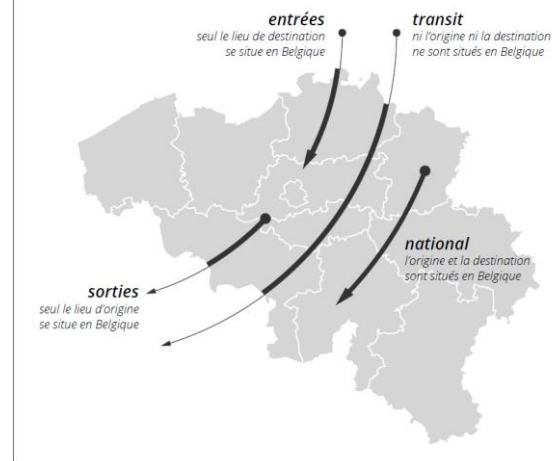 entrées
seul le lieu de destination
se situe en Belgique
transit
ni l'origine ni la destination
ne sont situés en Belgique
national
l'origine et la destination
sont situés en Belgique
sorties
seul le lieu d'origine
se situe en Belgique